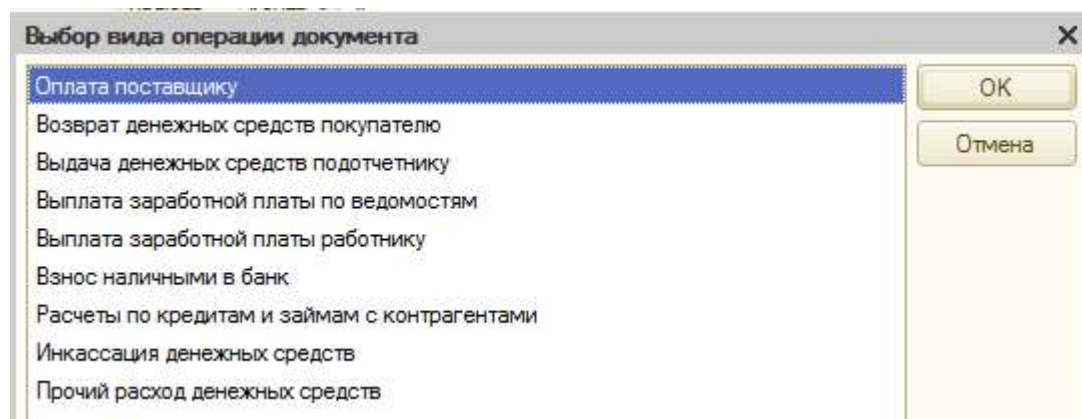 Выбор вида операции документа
Оплата поставщику
ОК
Возврат денежных средств покупателю
Отмена
Выдача денежных средств подотчетнику
Выплата заработной платы по ведомостям
Выплата заработной платы работнику
Взнос наличными в банк
Расчеты по кредитам и займам с контрагентами
Инкассация денежных средств
Прочий расход денежных средств